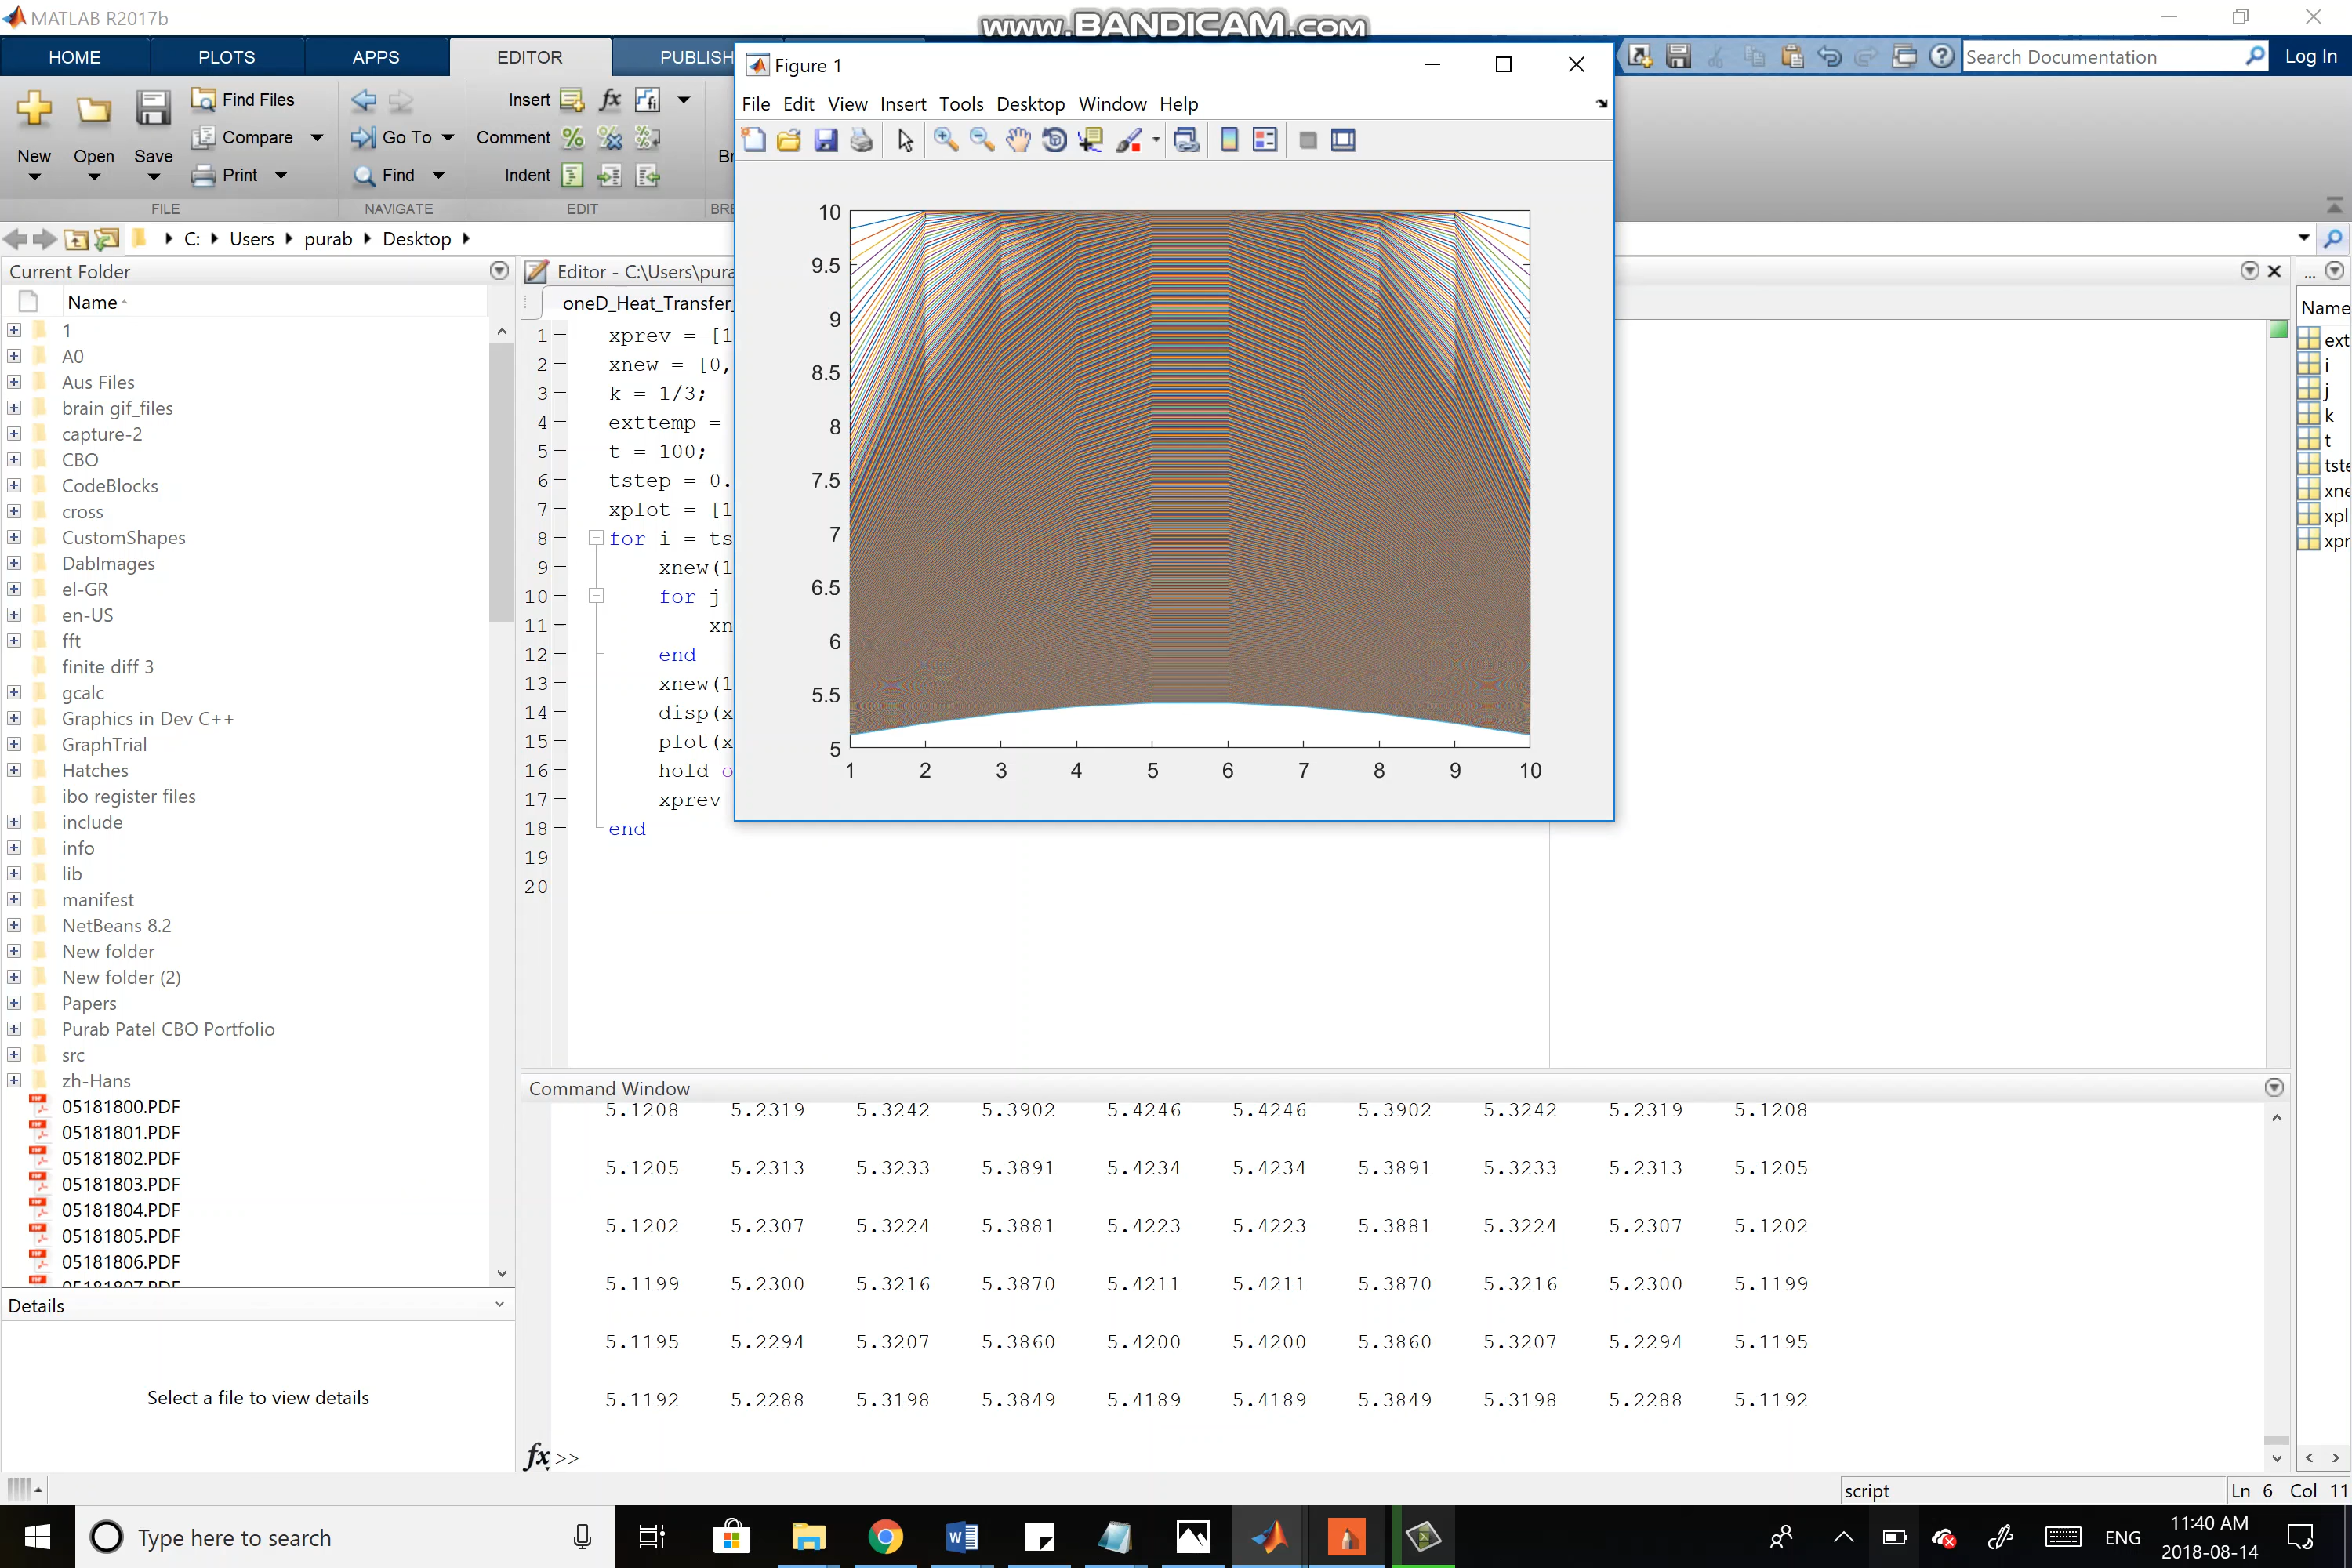 MATLAB R2017b
www.BANDICAM.com
HOME PLOTS APPS EDITOR PUBLISH
Search Documentation Log In
Figure 1
File Edit View Insert Tools Desktop Window Help
New Open Save
Find Files
Compare
Print
Go To
Find
Insert
Comment
Indent
FILE NAVIGATE EDIT
C: Users purab Desktop
Current Folder
Name
1
A0
Aus Files
brain gif_files
capture-2
CBO
CodeBlocks
cross
CustomShapes
DabImages
el-GR
en-US
fft
finite diff 3
gcalc
Graphics in Dev C++
GraphTrial
Hatches
ibo register files
include
info
lib
manifest
NetBeans 8.2
New folder
New folder (2)
Papers
Purab Patel CBO Portfolio
src
zh-Hans
05181800.PDF
05181801.PDF
05181802.PDF
05181803.PDF
05181804.PDF
05181805.PDF
05181806.PDF
05181807.PDF
Details
Select a file to view details
Editor - C:\Users\pura
oneD_Heat_Transfer_
1 xprev = [1
2 xnew = [0,
3 k = 1/3;
4 exttemp =
5 t = 100;
6 tstep = 0.
7 xplot = [1
8 for i = ts
9 xnew(1
10 for j
11 xn
12 end
13 xnew(1
14 disp(x
15 plot(x
16 hold o
17 xprev
18 end
19
20
10
9.5
9
8.5
8
7.5
7
6.5
6
5.5
5
1 2 3 4 5 6 7 8 9 10
Name
ext
i
j
k
t
tste
xne
xpl
xpr
Command Window
5.1208 5.2319 5.3242 5.3902 5.4246 5.4246 5.3902 5.3242 5.2319 5.1208
5.1205 5.2313 5.3233 5.3891 5.4234 5.4234 5.3891 5.3233 5.2313 5.1205
5.1202 5.2307 5.3224 5.3881 5.4223 5.4223 5.3881 5.3224 5.2307 5.1202
5.1199 5.2300 5.3216 5.3870 5.4211 5.4211 5.3870 5.3216 5.2300 5.1199
5.1195 5.2294 5.3207 5.3860 5.4200 5.4200 5.3860 5.3207 5.2294 5.1195
5.1192 5.2288 5.3198 5.3849 5.4189 5.4189 5.3849 5.3198 5.2288 5.1192
fx >>
script Ln 6 Col 11
Type here to search
ENG
11:40 AM
2018-08-14